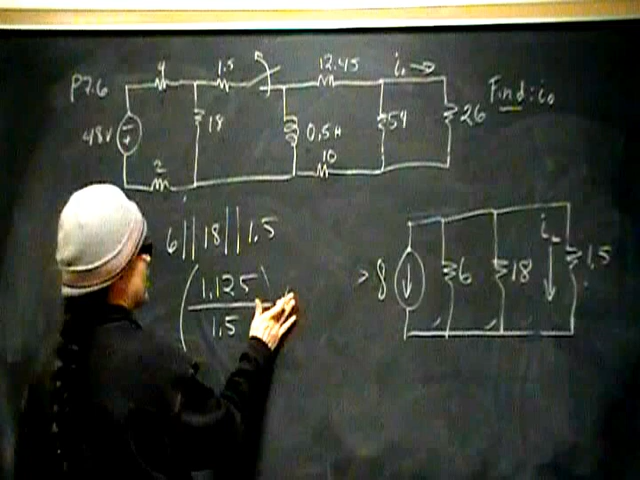 P7.6
4
1.5
12.45
i₀ →
Find: i₀
48V
18
0.5H
54
26
2
10
6||18||1.5
(1.125/1.5)
>8
6
18
i_L
1.5